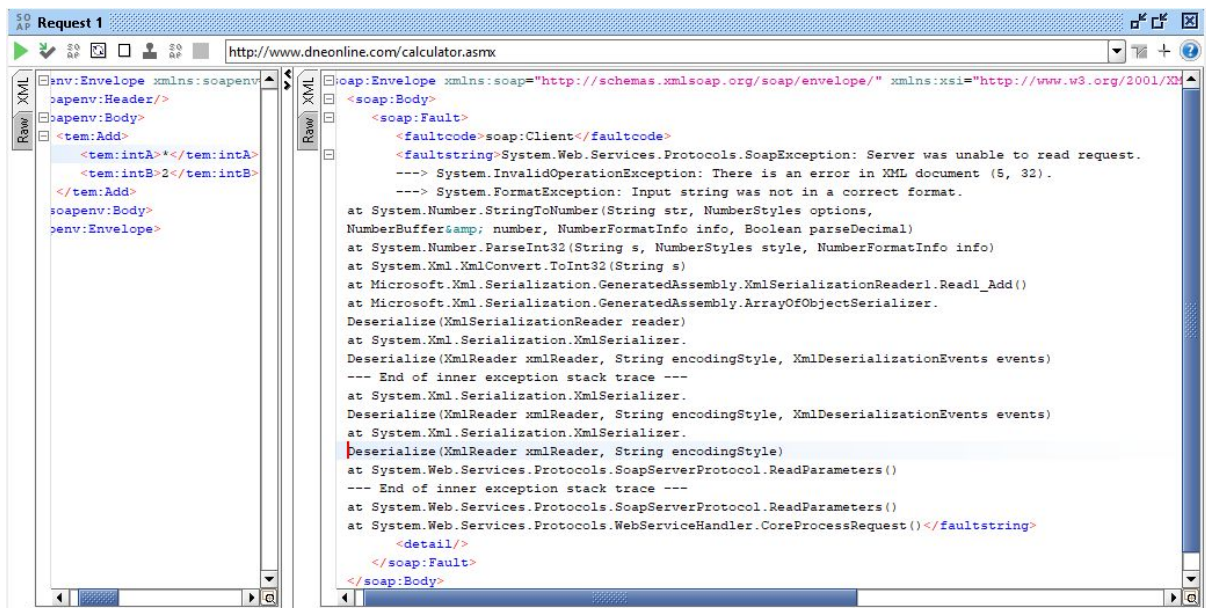 SOAP Request 1
http://www.dneonline.com/calculator.asmx
XML
Raw
env:Envelope xmlns:soapenv
oapenv:Header/>
oapenv:Body>
<tem:Add>
<tem:intA>*</tem:intA>
<tem:intB>2</tem:intB>
</tem:Add>
soapenv:Body>
penv:Envelope>
XML
Raw
soap:Envelope xmlns:soap="http://schemas.xmlsoap.org/soap/envelope/" xmlns:xsi="http://www.w3.org/2001/XM
<soap:Body>
<soap:Fault>
<faultcode>soap:Client</faultcode>
<faultstring>System.Web.Services.Protocols.SoapException: Server was unable to read request.
---> System.InvalidOperationException: There is an error in XML document (5, 32).
---> System.FormatException: Input string was not in a correct format.
at System.Number.StringToNumber(String str, NumberStyles options,
NumberBuffer&amp; number, NumberFormatInfo info, Boolean parseDecimal)
at System.Number.ParseInt32(String s, NumberStyles style, NumberFormatInfo info)
at System.Xml.XmlConvert.ToInt32(String s)
at Microsoft.Xml.Serialization.GeneratedAssembly.XmlSerializationReader1.Read1_Add()
at Microsoft.Xml.Serialization.GeneratedAssembly.ArrayOfObjectSerializer.
Deserialize(XmlSerializationReader reader)
at System.Xml.Serialization.XmlSerializer.
Deserialize(XmlReader xmlReader, String encodingStyle, XmlDeserializationEvents events)
--- End of inner exception stack trace ---
at System.Xml.Serialization.XmlSerializer.
Deserialize(XmlReader xmlReader, String encodingStyle, XmlDeserializationEvents events)
at System.Xml.Serialization.XmlSerializer.
Deserialize(XmlReader xmlReader, String encodingStyle)
at System.Web.Services.Protocols.SoapServerProtocol.ReadParameters()
--- End of inner exception stack trace ---
at System.Web.Services.Protocols.SoapServerProtocol.ReadParameters()
at System.Web.Services.Protocols.WebServiceHandler.CoreProcessRequest()</faultstring>
<detail/>
</soap:Fault>
</soap:Body>